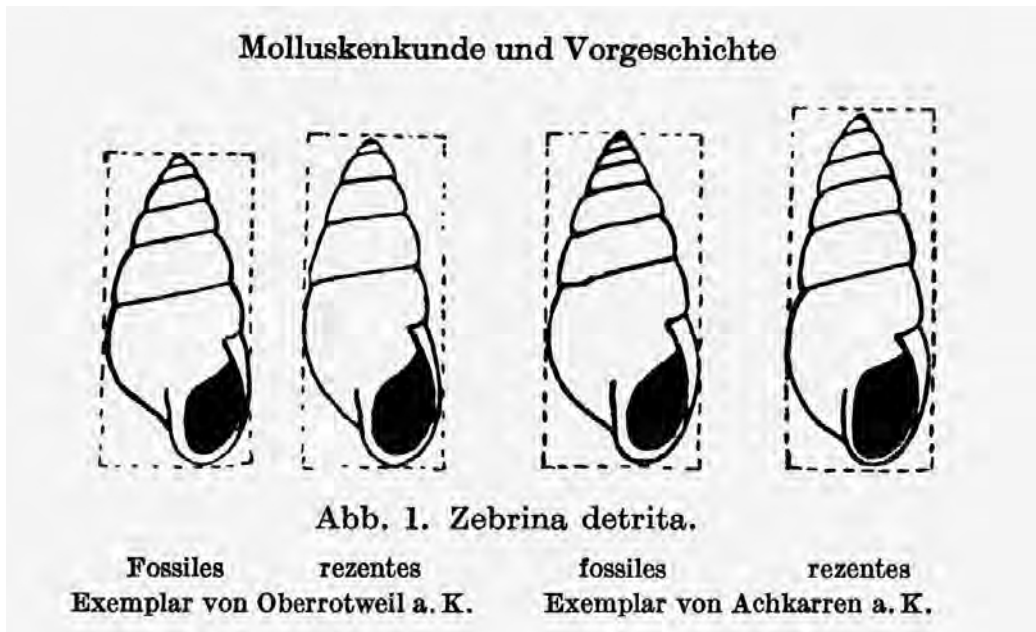 Molluskenkunde und Vorgeschichte
Abb. 1. Zebrina detrita.
Fossiles rezentes fossiles rezentes
Exemplar von Oberrotweil a. K. Exemplar von Achkarren a. K.